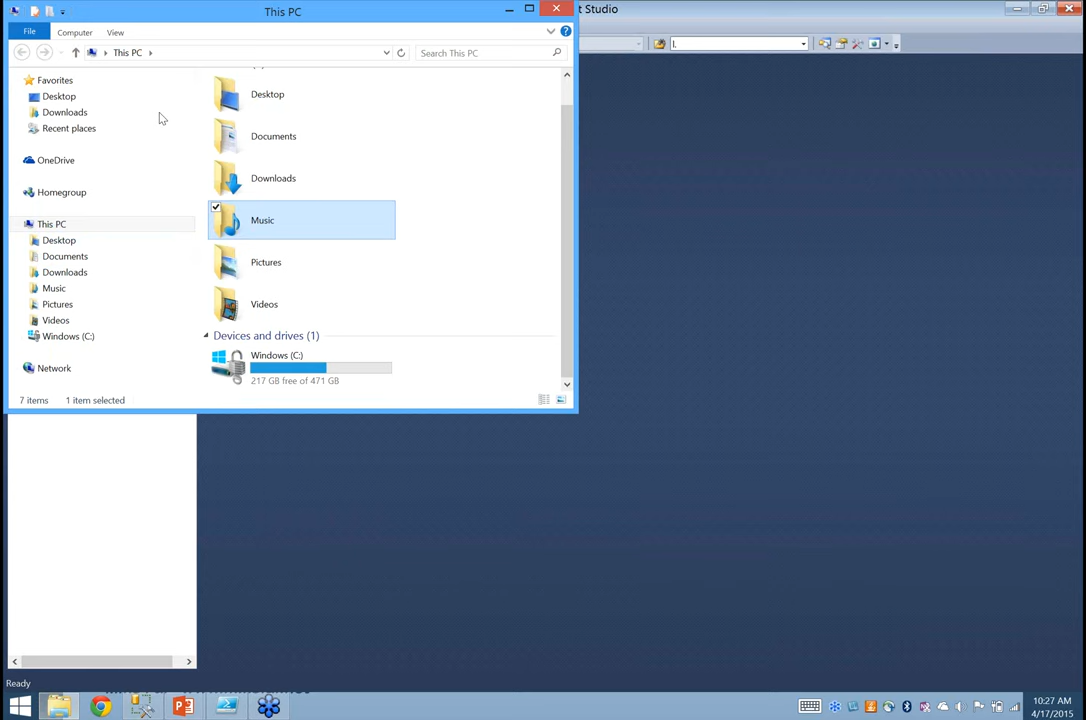 This PC
t Studio
File Computer View
This PC
Search This PC
I.
Favorites
Desktop
Downloads
Recent places
OneDrive
Homegroup
This PC
Desktop
Documents
Downloads
Music
Pictures
Videos
Windows (C:)
Network
Desktop
Documents
Downloads
Music
Pictures
Videos
Devices and drives (1)
Windows (C:)
217 GB free of 471 GB
7 items 1 item selected
Ready
10:27 AM
4/17/2015